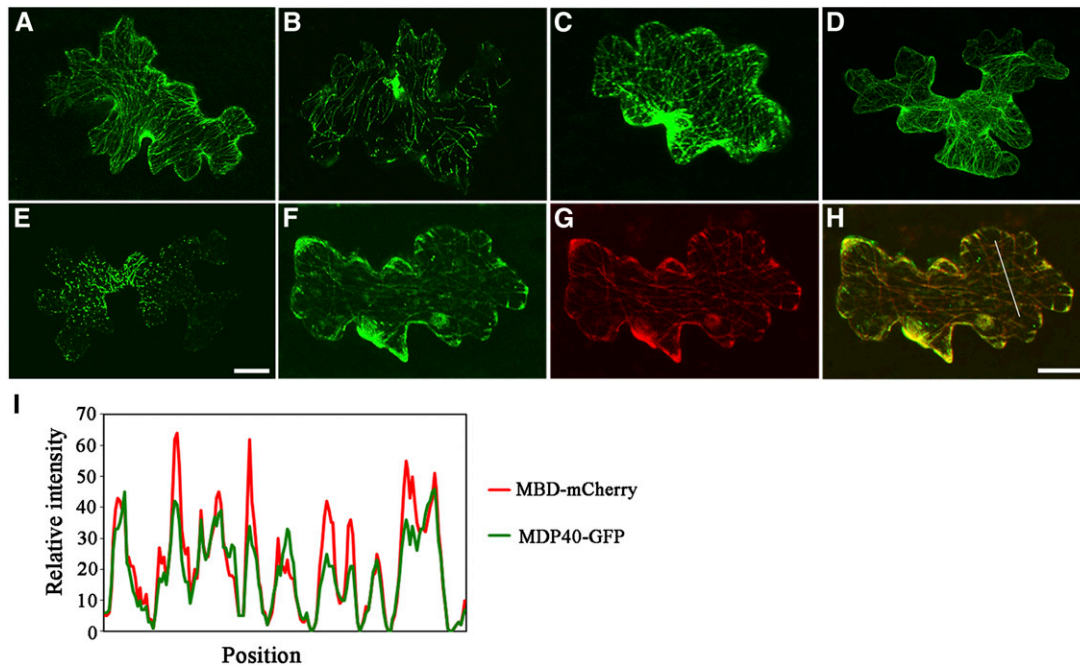 A
B
C
D
E
F
G
H
I
70
60
50
40
30
20
10
0
Relative intensity
Position
MBD-mCherry
MDP40-GFP